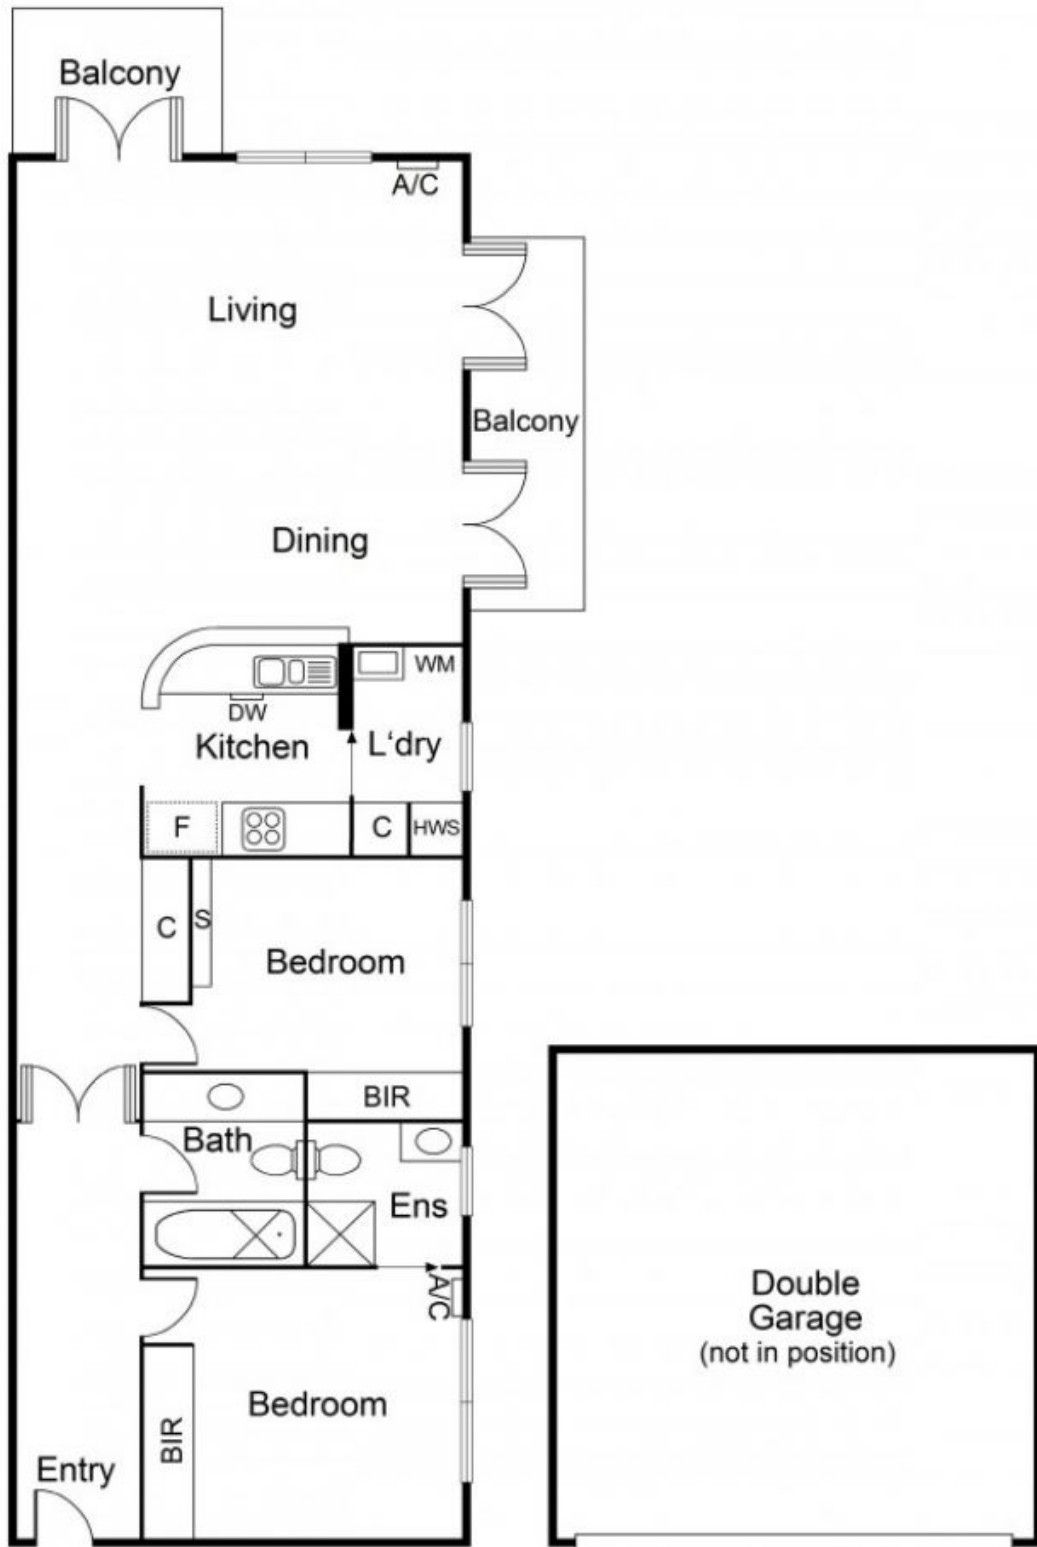 Balcony
A/C
Living
Balcony
Dining
WM
DW
Kitchen
L'dry
F
C
HWS
C
S
Bedroom
BIR
Bath
Ens
A/C
Bedroom
BIR
Entry
Double
Garage
(not in position)